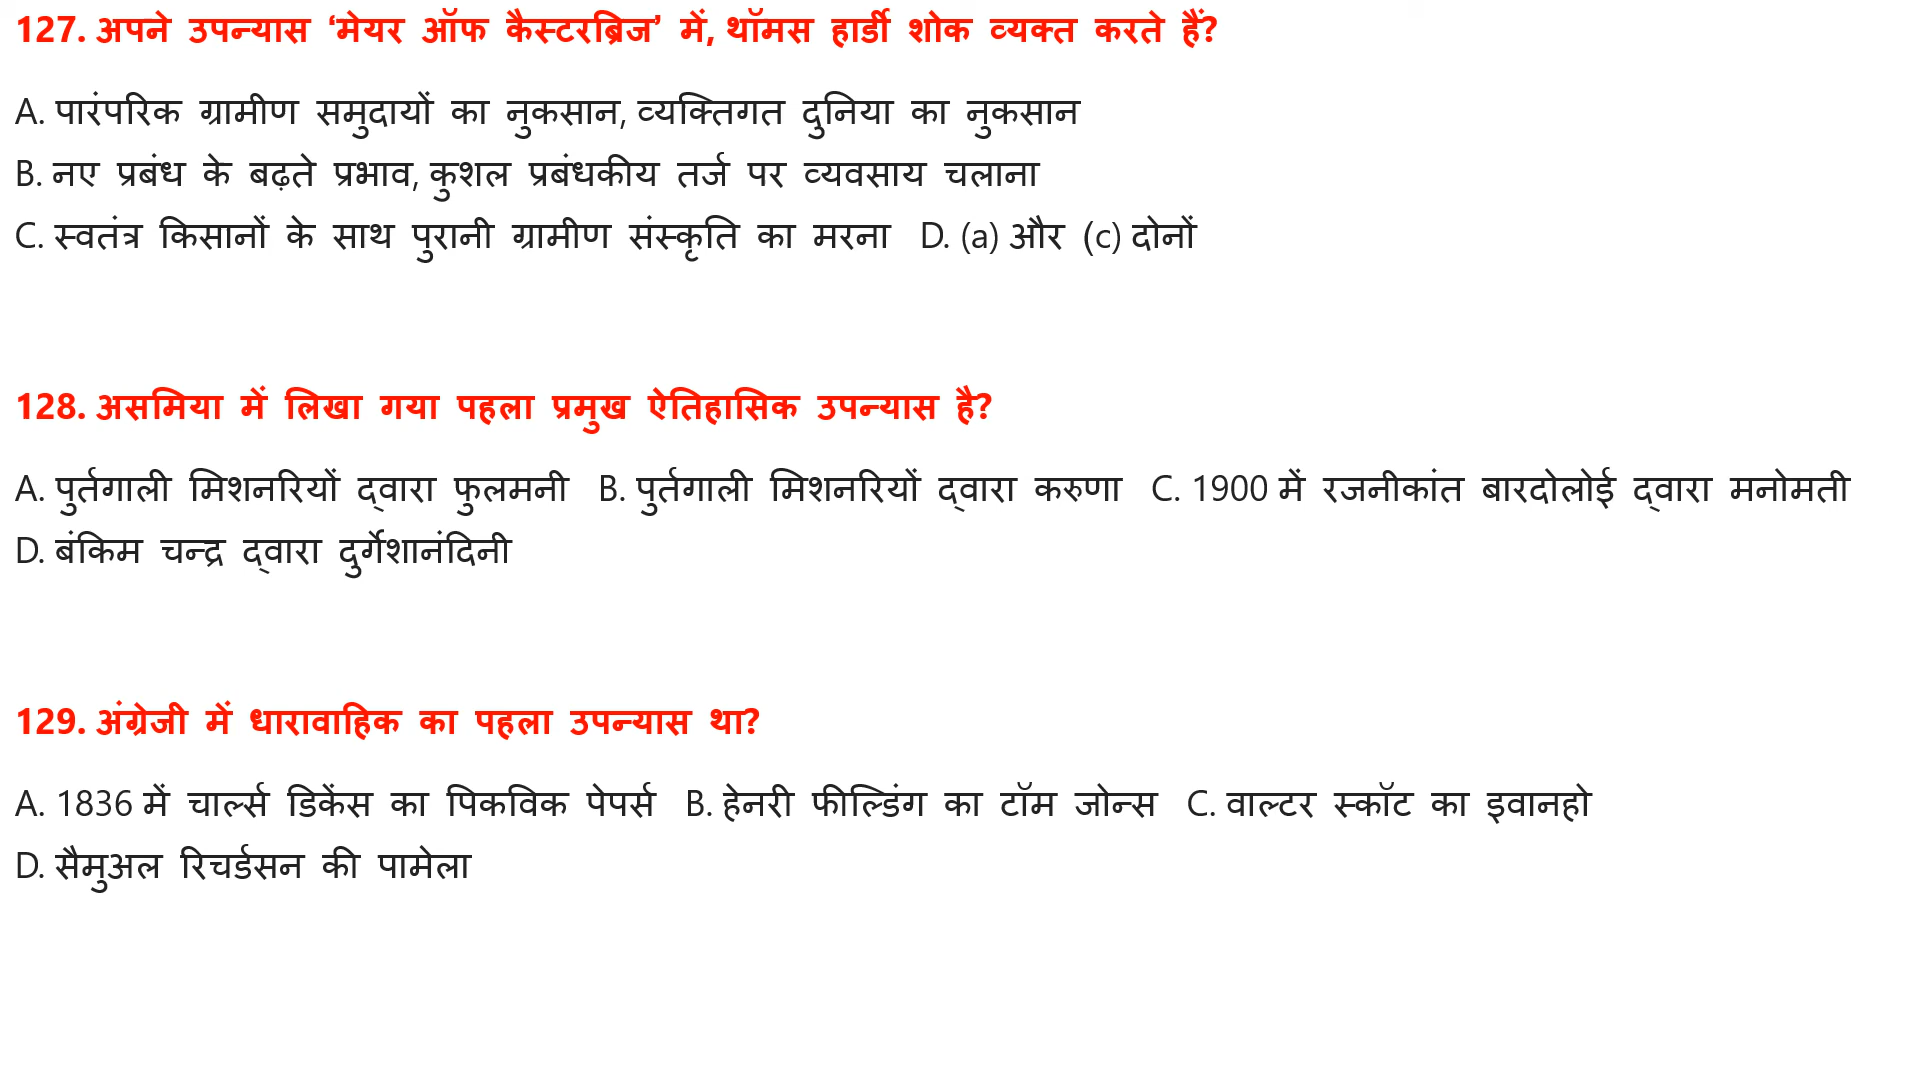 127. अपने उपन्यास ‘मेयर ऑफ कैस्टरब्रिज’ में, थॉमस हार्डी शोक व्यक्त करते हैं?
A. पारंपरिक ग्रामीण समुदायों का नुकसान, व्यक्तिगत दुनिया का नुकसान
B. नए प्रबंध के बढ़ते प्रभाव, कुशल प्रबंधकीय तर्ज पर व्यवसाय चलाना
C. स्वतंत्र किसानों के साथ पुरानी ग्रामीण संस्कृति का मरना D. (a) और (c) दोनों
128. असमिया में लिखा गया पहला प्रमुख ऐतिहासिक उपन्यास है?
A. पुर्तगाली मिशनरियों द्वारा फुलमनी B. पुर्तगाली मिशनरियों द्वारा करुणा C. 1900 में रजनीकांत बारदोलोई द्वारा मनोमती
D. बंकिम चन्द्र द्वारा दुर्गेशानंदिनी
129. अंग्रेजी में धारावाहिक का पहला उपन्यास था?
A. 1836 में चार्ल्स डिकेंस का पिकविक पेपर्स B. हेनरी फील्डिंग का टॉम जोन्स C. वाल्टर स्कॉट का इवानहो
D. सैमुअल रिचर्डसन की पामेला